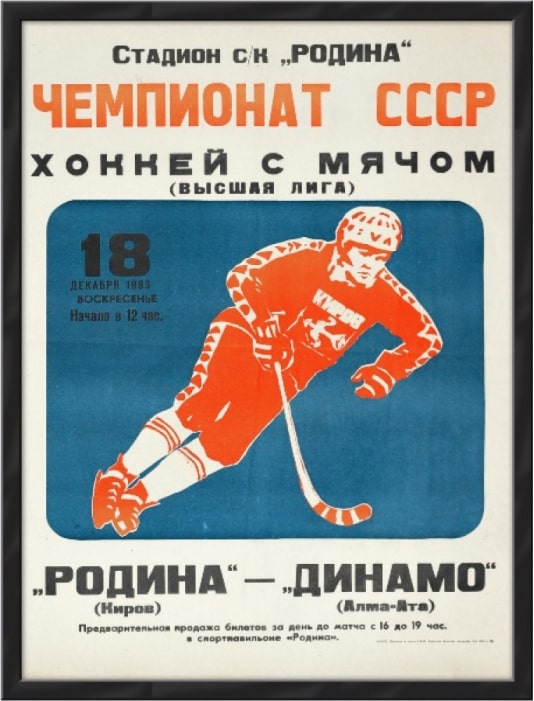 Стадион с/к „РОДИНА“
ЧЕМПИОНАТ СССР
ХОККЕЙ С МЯЧОМ
(ВЫСШАЯ ЛИГА)
18
ДЕКАБРЯ 1983
ВОСКРЕСЕНЬЕ
Начало в 12 час.
КИРОВ
„РОДИНА“ — „ДИНАМО“
(Киров) (Алма-Ата)
Предварительная продажа билетов за день до матча с 16 до 19 час.
в спортпавильоне «Родина».